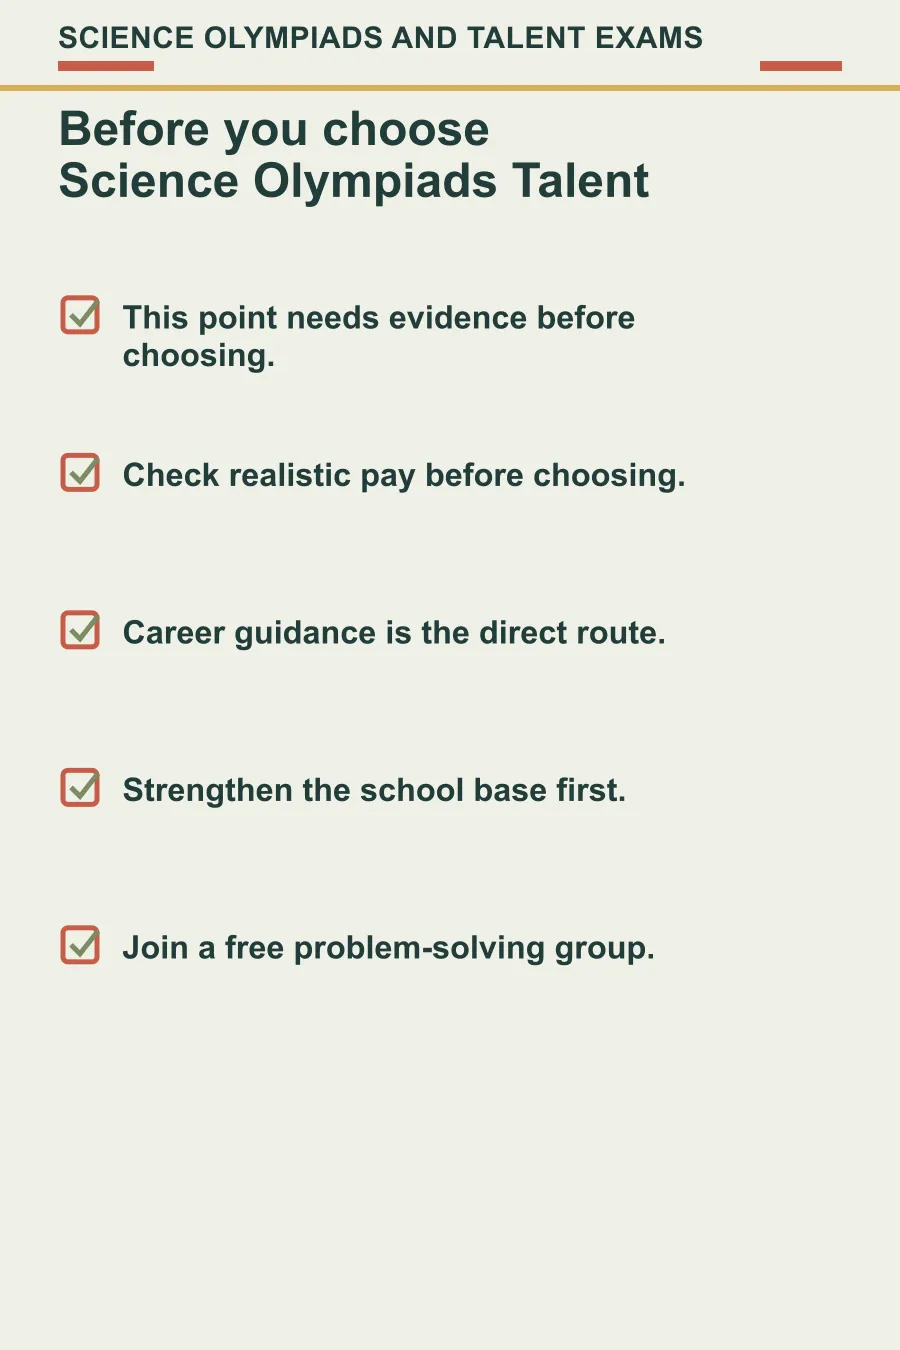 SCIENCE OLYMPIADS AND TALENT EXAMS
Before you choose
Science Olympiads Talent
This point needs evidence before
choosing.
Check realistic pay before choosing.
Career guidance is the direct route.
Strengthen the school base first.
Join a free problem-solving group.